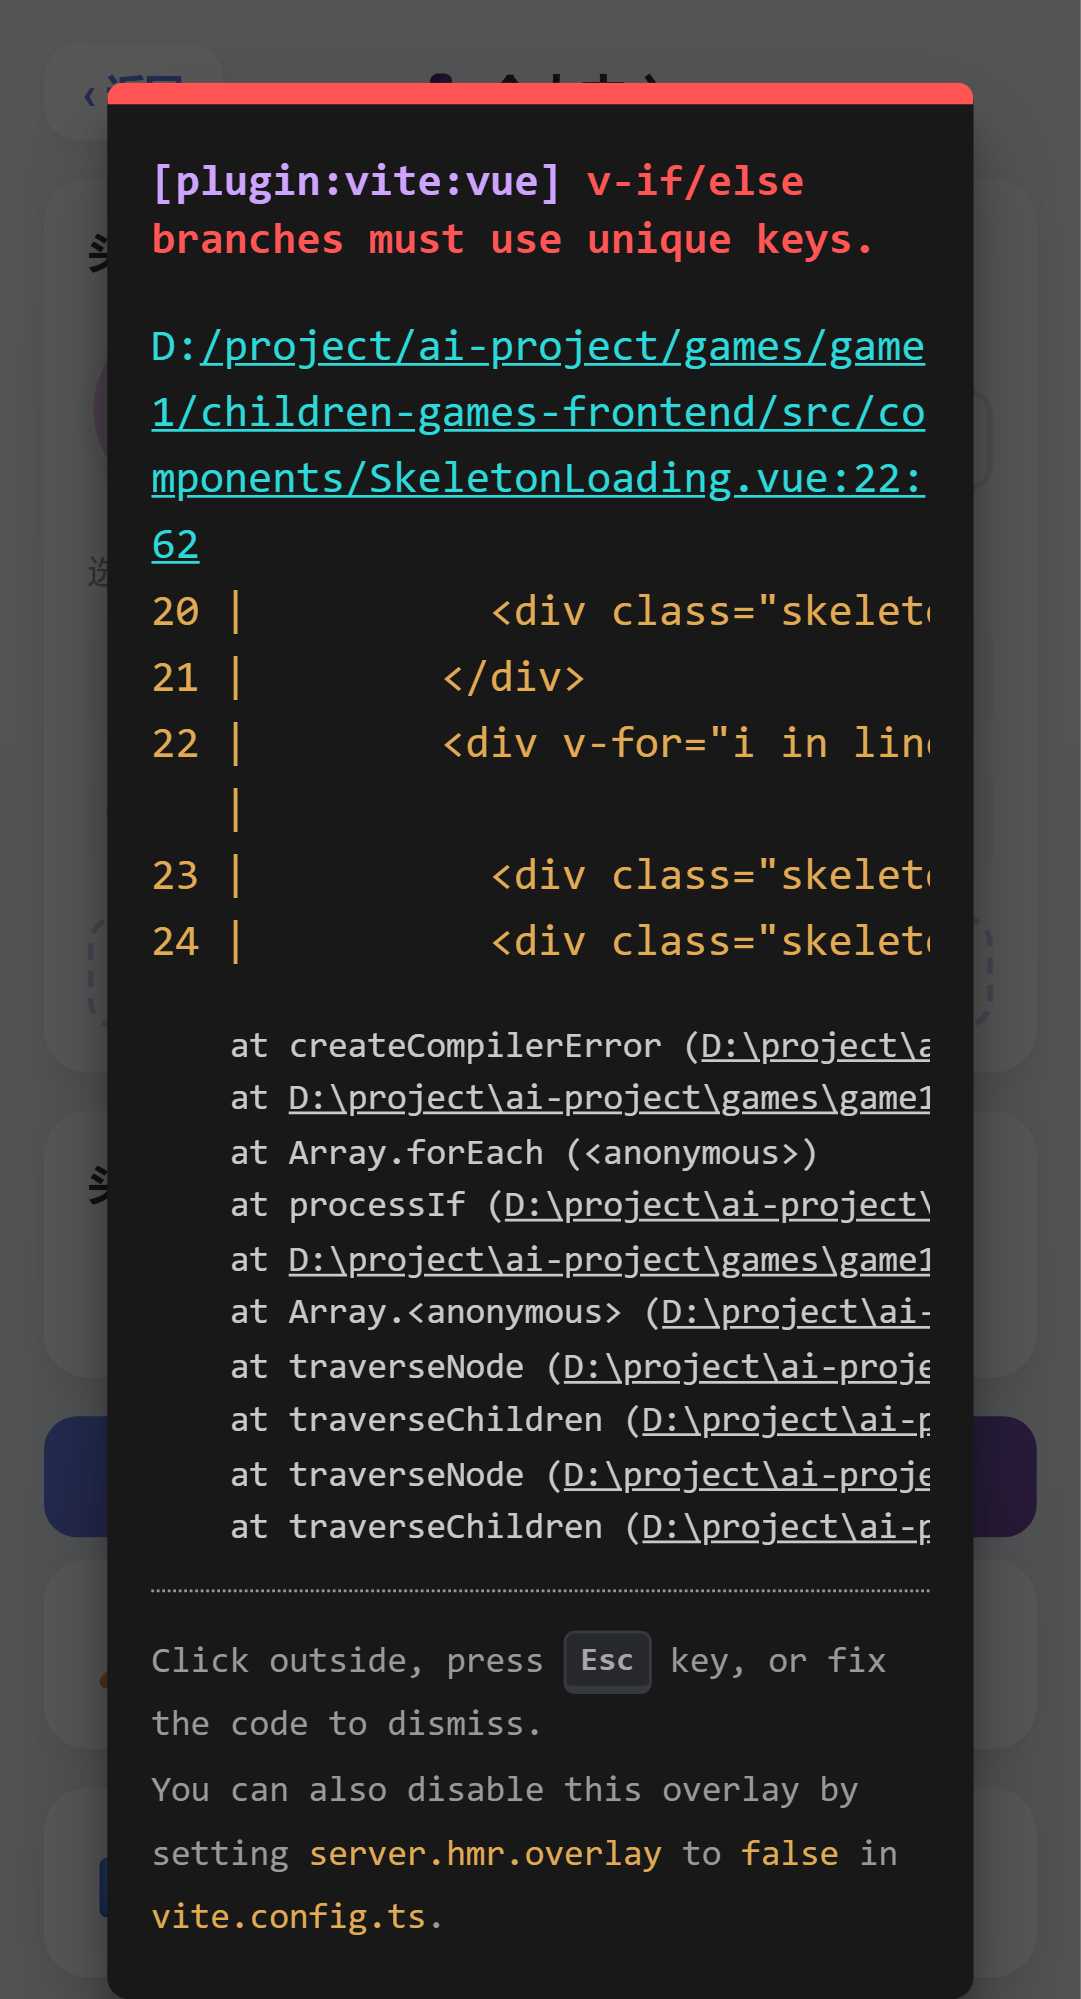 ‹ 返回
[plugin:vite:vue] v-if/else
branches must use unique keys.
D:/project/ai-project/games/game
1/children-games-frontend/src/co
mponents/SkeletonLoading.vue:22:
62
20 | <div class="skelet
21 | </div>
22 | <div v-for="i in lin
|
23 | <div class="skelet
24 | <div class="skelet
at createCompilerError (D:\project\a
at D:\project\ai-project\games\game1
at Array.forEach (<anonymous>)
at processIf (D:\project\ai-project\
at D:\project\ai-project\games\game1
at Array.<anonymous> (D:\project\ai-
at traverseNode (D:\project\ai-proje
at traverseChildren (D:\project\ai-p
at traverseNode (D:\project\ai-proje
at traverseChildren (D:\project\ai-p
Click outside, press Esc key, or fix
the code to dismiss.
You can also disable this overlay by
setting server.hmr.overlay to false in
vite.config.ts.